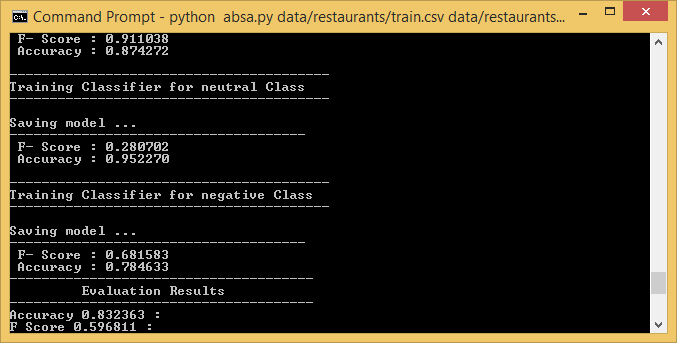 Command Prompt - python absa.py data/restaurants/train.csv data/restaurants...
F- Score : 0.911038
Accuracy : 0.874272
----------------------------------------
Training Classifier for neutral Class
----------------------------------------
Saving model ...
-------------------------------------
F- Score : 0.280702
Accuracy : 0.952270
----------------------------------------
Training Classifier for negative Class
----------------------------------------
Saving model ...
-------------------------------------
F- Score : 0.681583
Accuracy : 0.784633
--------------------------------------
Evaluation Results
--------------------------------------
Accuracy 0.832363 :
F Score 0.596811 :